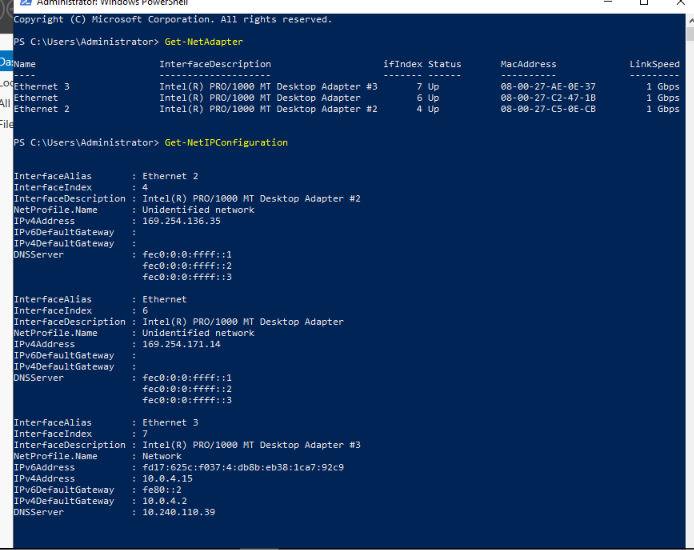 Administrator: Windows PowerShell
Copyright (C) Microsoft Corporation. All rights reserved.
PS C:\Users\Administrator> Get-NetAdapter
Name InterfaceDescription ifIndex Status MacAddress LinkSpeed
---- -------------------- ------- ------ ---------- ---------
Ethernet 3 Intel(R) PRO/1000 MT Desktop Adapter #3 7 Up 08-00-27-AE-0E-37 1 Gbps
Ethernet Intel(R) PRO/1000 MT Desktop Adapter 6 Up 08-00-27-C2-47-1B 1 Gbps
Ethernet 2 Intel(R) PRO/1000 MT Desktop Adapter #2 4 Up 08-00-27-C5-0E-CB 1 Gbps
PS C:\Users\Administrator> Get-NetIPConfiguration
InterfaceAlias : Ethernet 2
InterfaceIndex : 4
InterfaceDescription : Intel(R) PRO/1000 MT Desktop Adapter #2
NetProfile.Name : Unidentified network
IPv4Address : 169.254.136.35
IPv6DefaultGateway :
IPv4DefaultGateway :
DNSServer : fec0:0:0:ffff::1
fec0:0:0:ffff::2
fec0:0:0:ffff::3
InterfaceAlias : Ethernet
InterfaceIndex : 6
InterfaceDescription : Intel(R) PRO/1000 MT Desktop Adapter
NetProfile.Name : Unidentified network
IPv4Address : 169.254.171.14
IPv6DefaultGateway :
IPv4DefaultGateway :
DNSServer : fec0:0:0:ffff::1
fec0:0:0:ffff::2
fec0:0:0:ffff::3
InterfaceAlias : Ethernet 3
InterfaceIndex : 7
InterfaceDescription : Intel(R) PRO/1000 MT Desktop Adapter #3
NetProfile.Name : Network
IPv6Address : fd17:625c:f037:4:db8b:eb38:1ca7:92c9
IPv4Address : 10.0.4.15
IPv6DefaultGateway : fe80::2
IPv4DefaultGateway : 10.0.4.2
DNSServer : 10.240.110.39
Da
Loc
All
File